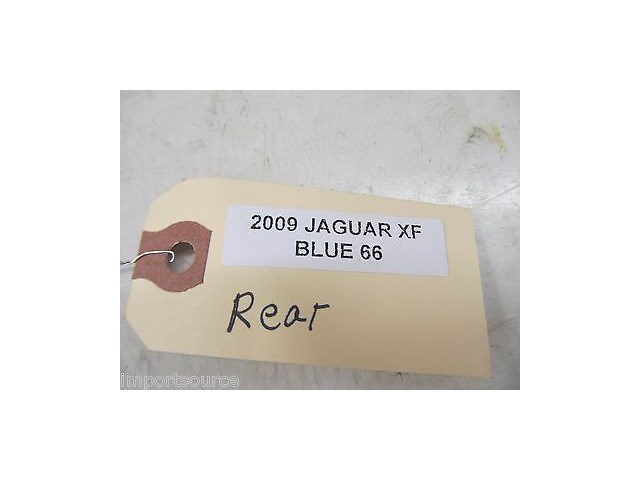 2009 JAGUAR XF
BLUE 66
Rear
importsource